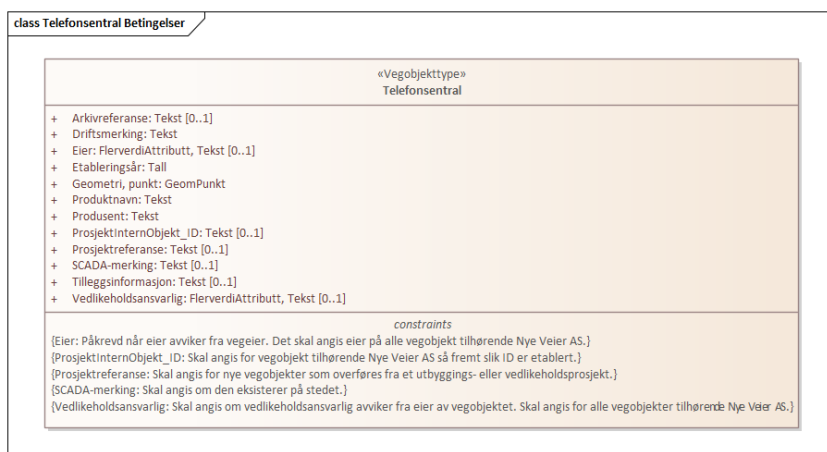 class Telefonsentral Betingelser
«Vegobjekttype»
Telefonsentral
+ Arkivreferanse: Tekst [0..1]
+ Driftsmerking: Tekst
+ Eier: FlerverdiAttributt, Tekst [0..1]
+ Etableringsår: Tall
+ Geometri, punkt: GeomPunkt
+ Produktnavn: Tekst
+ Produsent: Tekst
+ ProsjektInternObjekt_ID: Tekst [0..1]
+ Prosjektreferanse: Tekst [0..1]
+ SCADA-merking: Tekst [0..1]
+ Tilleggsinformasjon: Tekst [0..1]
+ Vedlikeholdsansvarlig: FlerverdiAttributt, Tekst [0..1]
constraints
{Eier: Påkrevd når eier avviker fra vegeier. Det skal angis eier på alle vegobjekt tilhørende Nye Veier AS.}
{ProsjektInternObjekt_ID: Skal angis for vegobjekt tilhørende Nye Veier AS så fremt slik ID er etablert.}
{Prosjektreferanse: Skal angis for nye vegobjekter som overføres fra et utbyggings- eller vedlikeholdsprosjekt.}
{SCADA-merking: Skal angis om den eksisterer på stedet.}
{Vedlikeholdsansvarlig: Skal angis om vedlikeholdsansvarlig avviker fra eier av vegobjektet. Skal angis for alle vegobjekter tilhørende Nye Veier AS.}